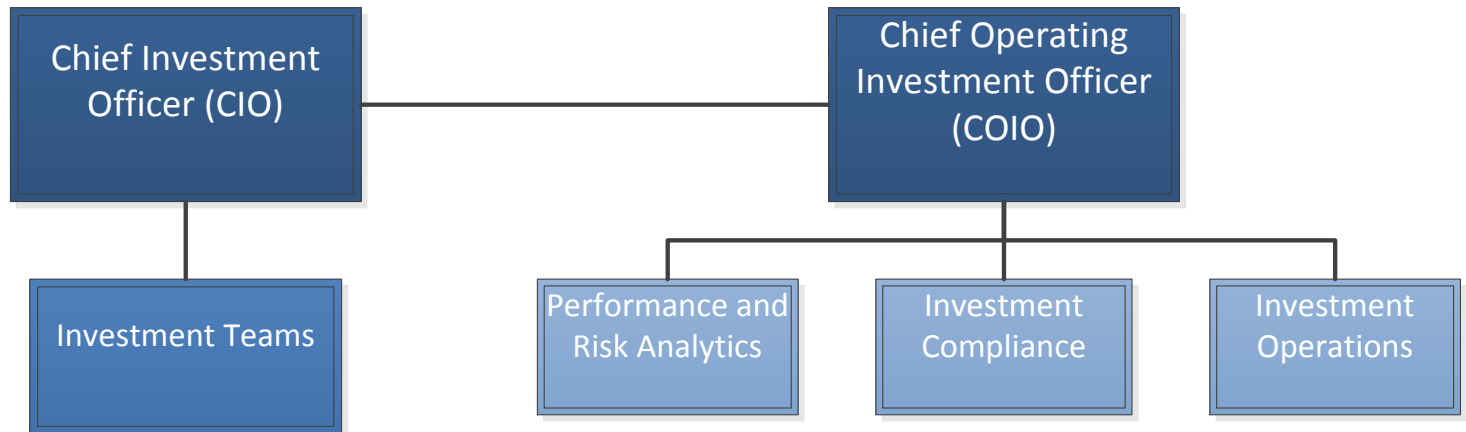 Chief Investment
Officer (CIO)
Chief Operating
Investment Officer
(COIO)
Investment Teams
Performance and
Risk Analytics
Investment
Compliance
Investment
Operations